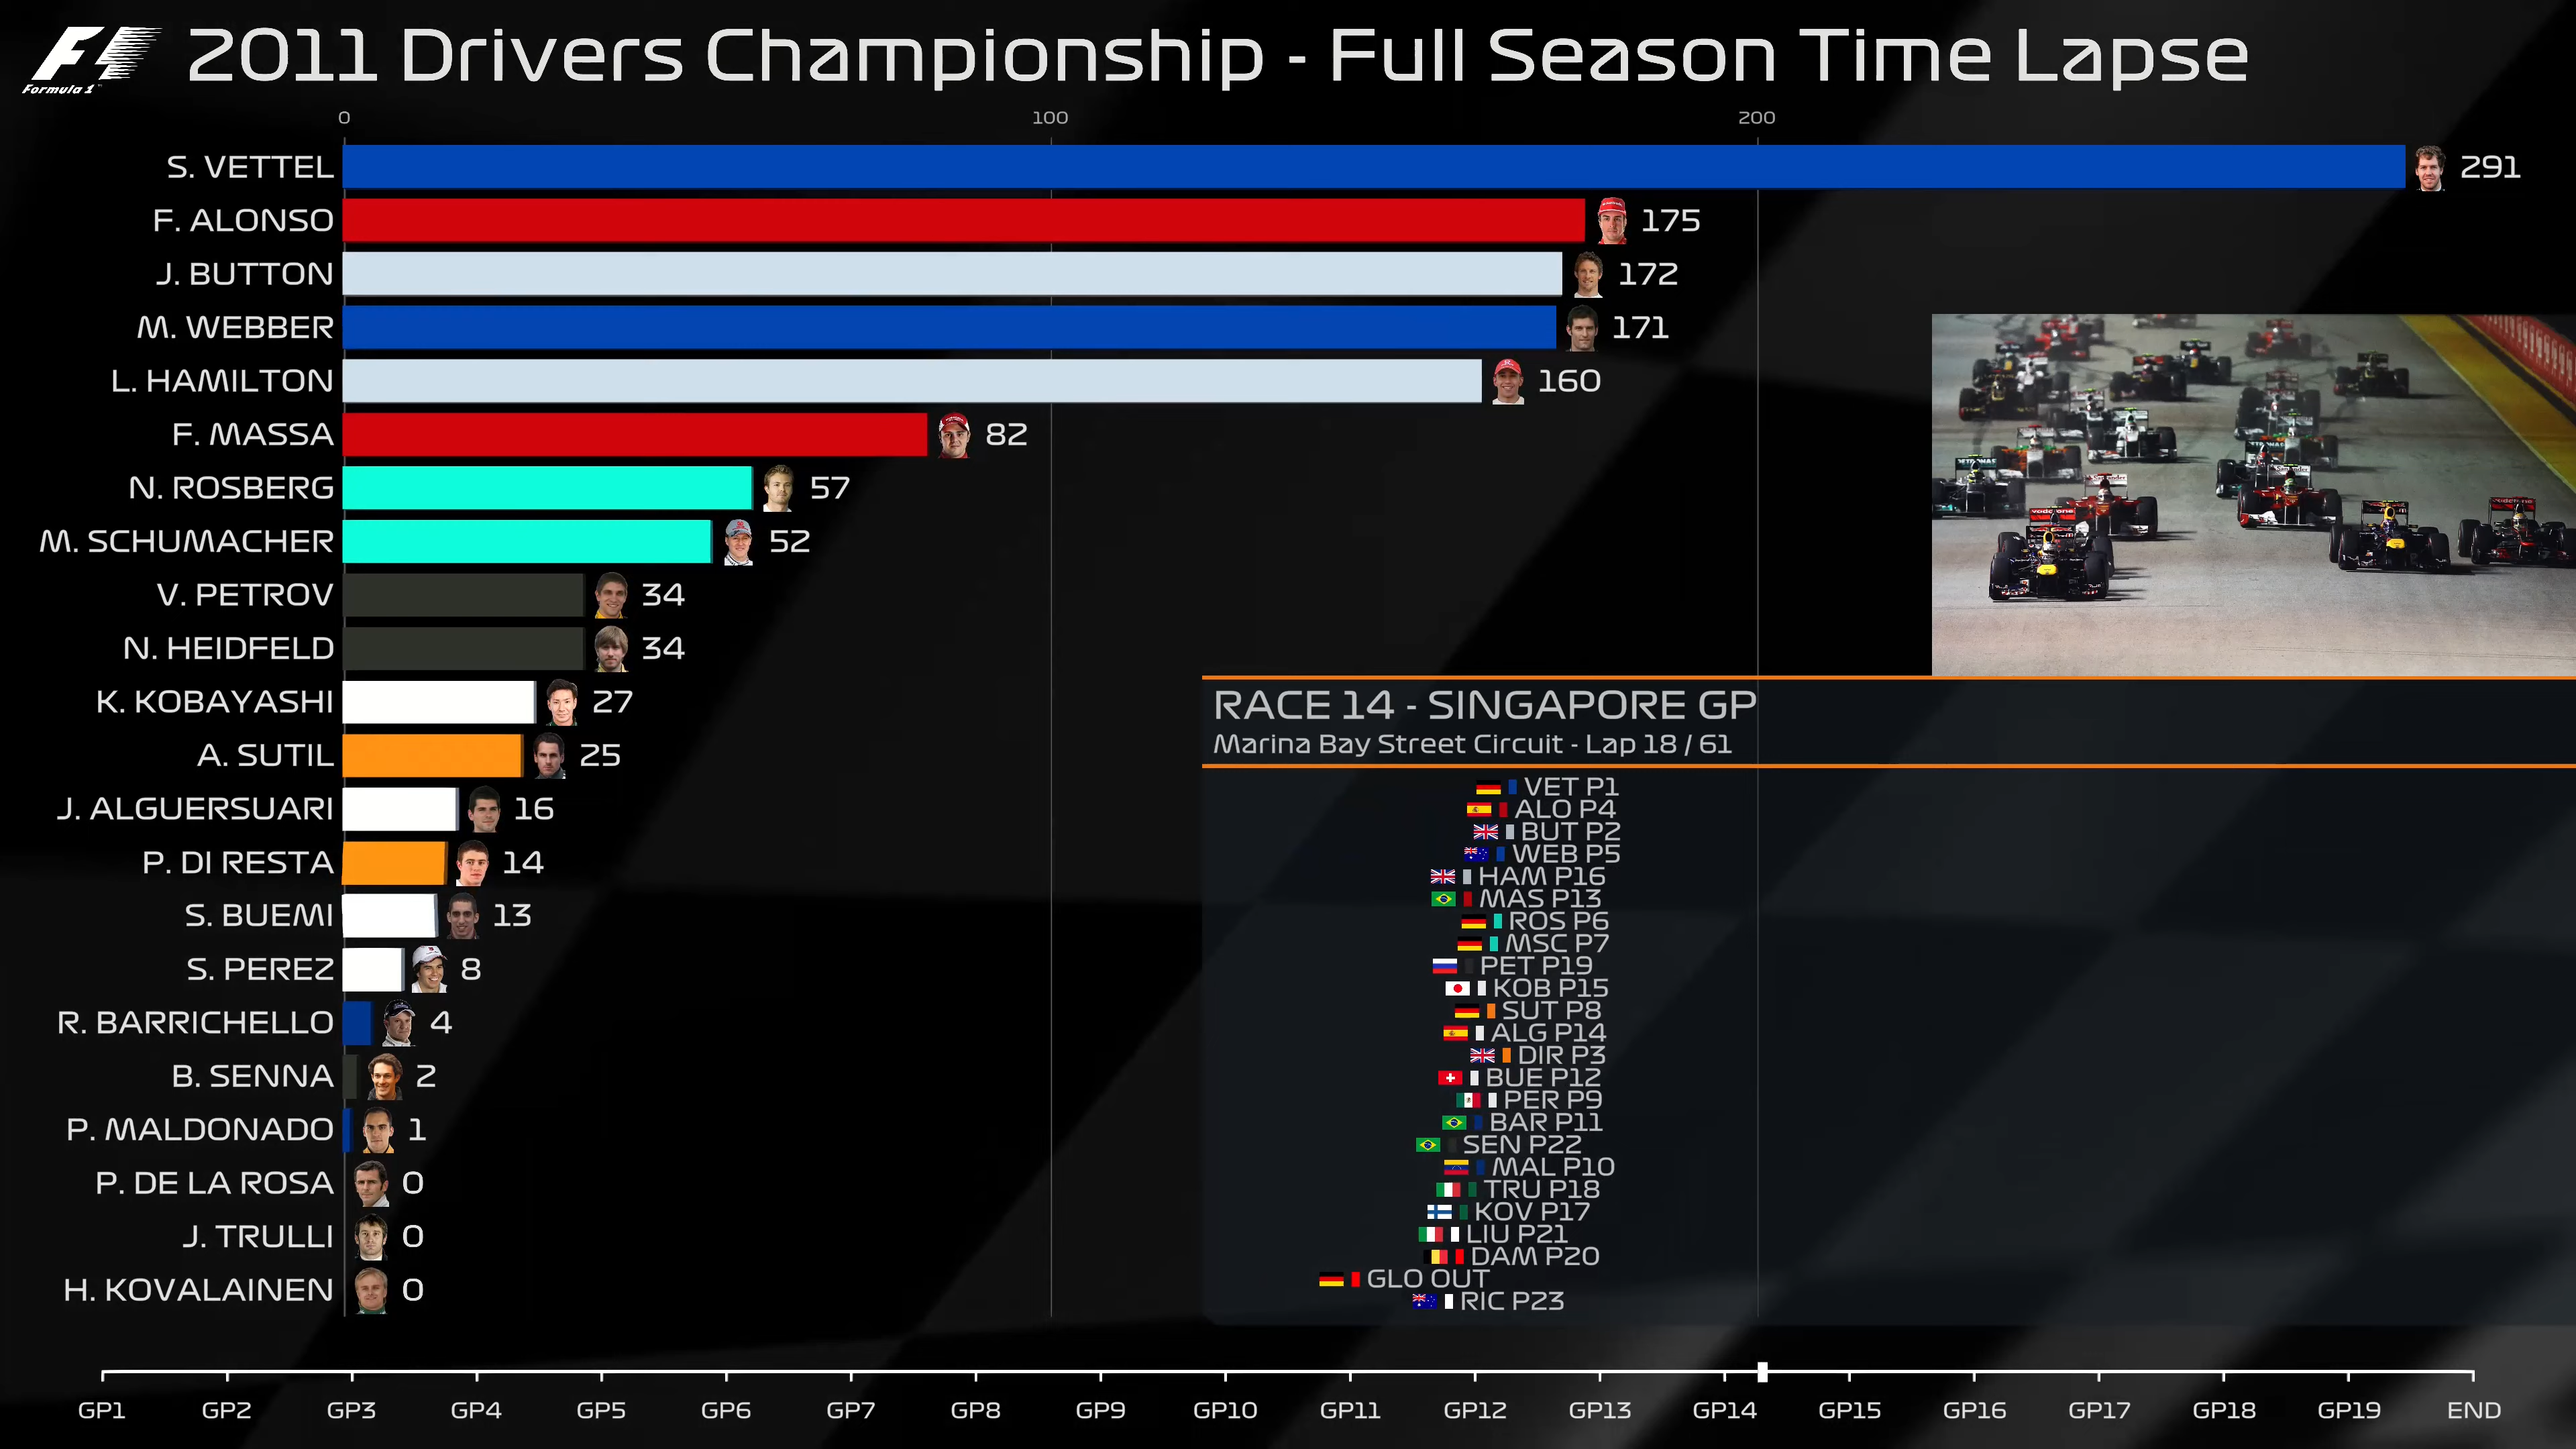 Formula 1
2011 Drivers Championship - Full Season Time Lapse
0 100 200
S. VETTEL 291
F. ALONSO 175
J. BUTTON 172
M. WEBBER 171
L. HAMILTON 160
F. MASSA 82
N. ROSBERG 57
M. SCHUMACHER 52
V. PETROV 34
N. HEIDFELD 34
K. KOBAYASHI 27
A. SUTIL 25
J. ALGUERSUARI 16
P. DI RESTA 14
S. BUEMI 13
S. PEREZ 8
R. BARRICHELLO 4
B. SENNA 2
P. MALDONADO 1
P. DE LA ROSA 0
J. TRULLI 0
H. KOVALAINEN 0
RACE 14 - SINGAPORE GP
Marina Bay Street Circuit - Lap 18 / 61
VET P1
ALO P4
BUT P2
WEB P5
HAM P16
MAS P13
ROS P6
MSC P7
PET P19
KOB P15
SUT P8
ALG P14
DIR P3
BUE P12
PER P9
BAR P11
SEN P22
MAL P10
TRU P18
KOV P17
LIU P21
DAM P20
GLO OUT
RIC P23
GP1 GP2 GP3 GP4 GP5 GP6 GP7 GP8 GP9 GP10 GP11 GP12 GP13 GP14 GP15 GP16 GP17 GP18 GP19 END